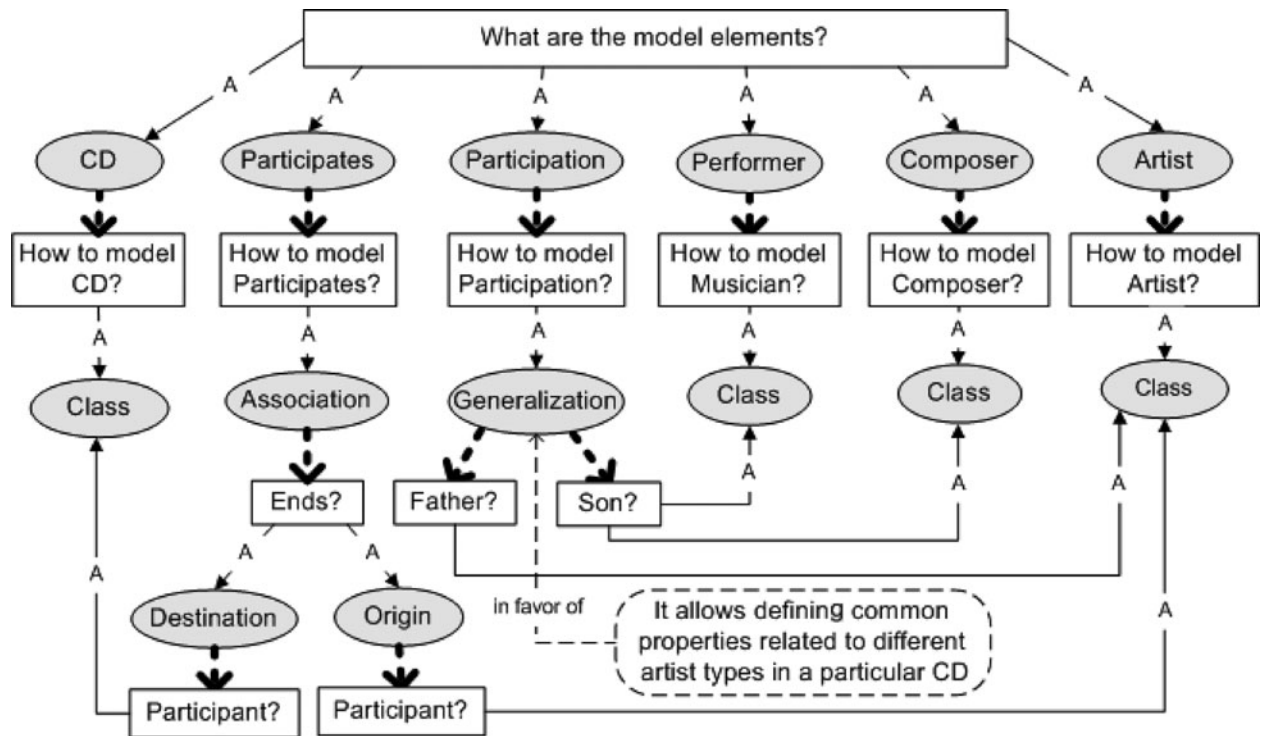 What are the model elements?
A A A A A A
CD Participates Participation Performer Composer Artist
How to model
CD?
How to model
Participates?
How to model
Participation?
How to model
Musician?
How to model
Composer?
How to model
Artist?
A A A A A A
Class Association Generalization Class Class Class
Ends? Father? Son?
A A A
A A A A
Destination Origin
in favor of
It allows defining common
properties related to different
artist types in a particular CD
A
Participant? Participant?